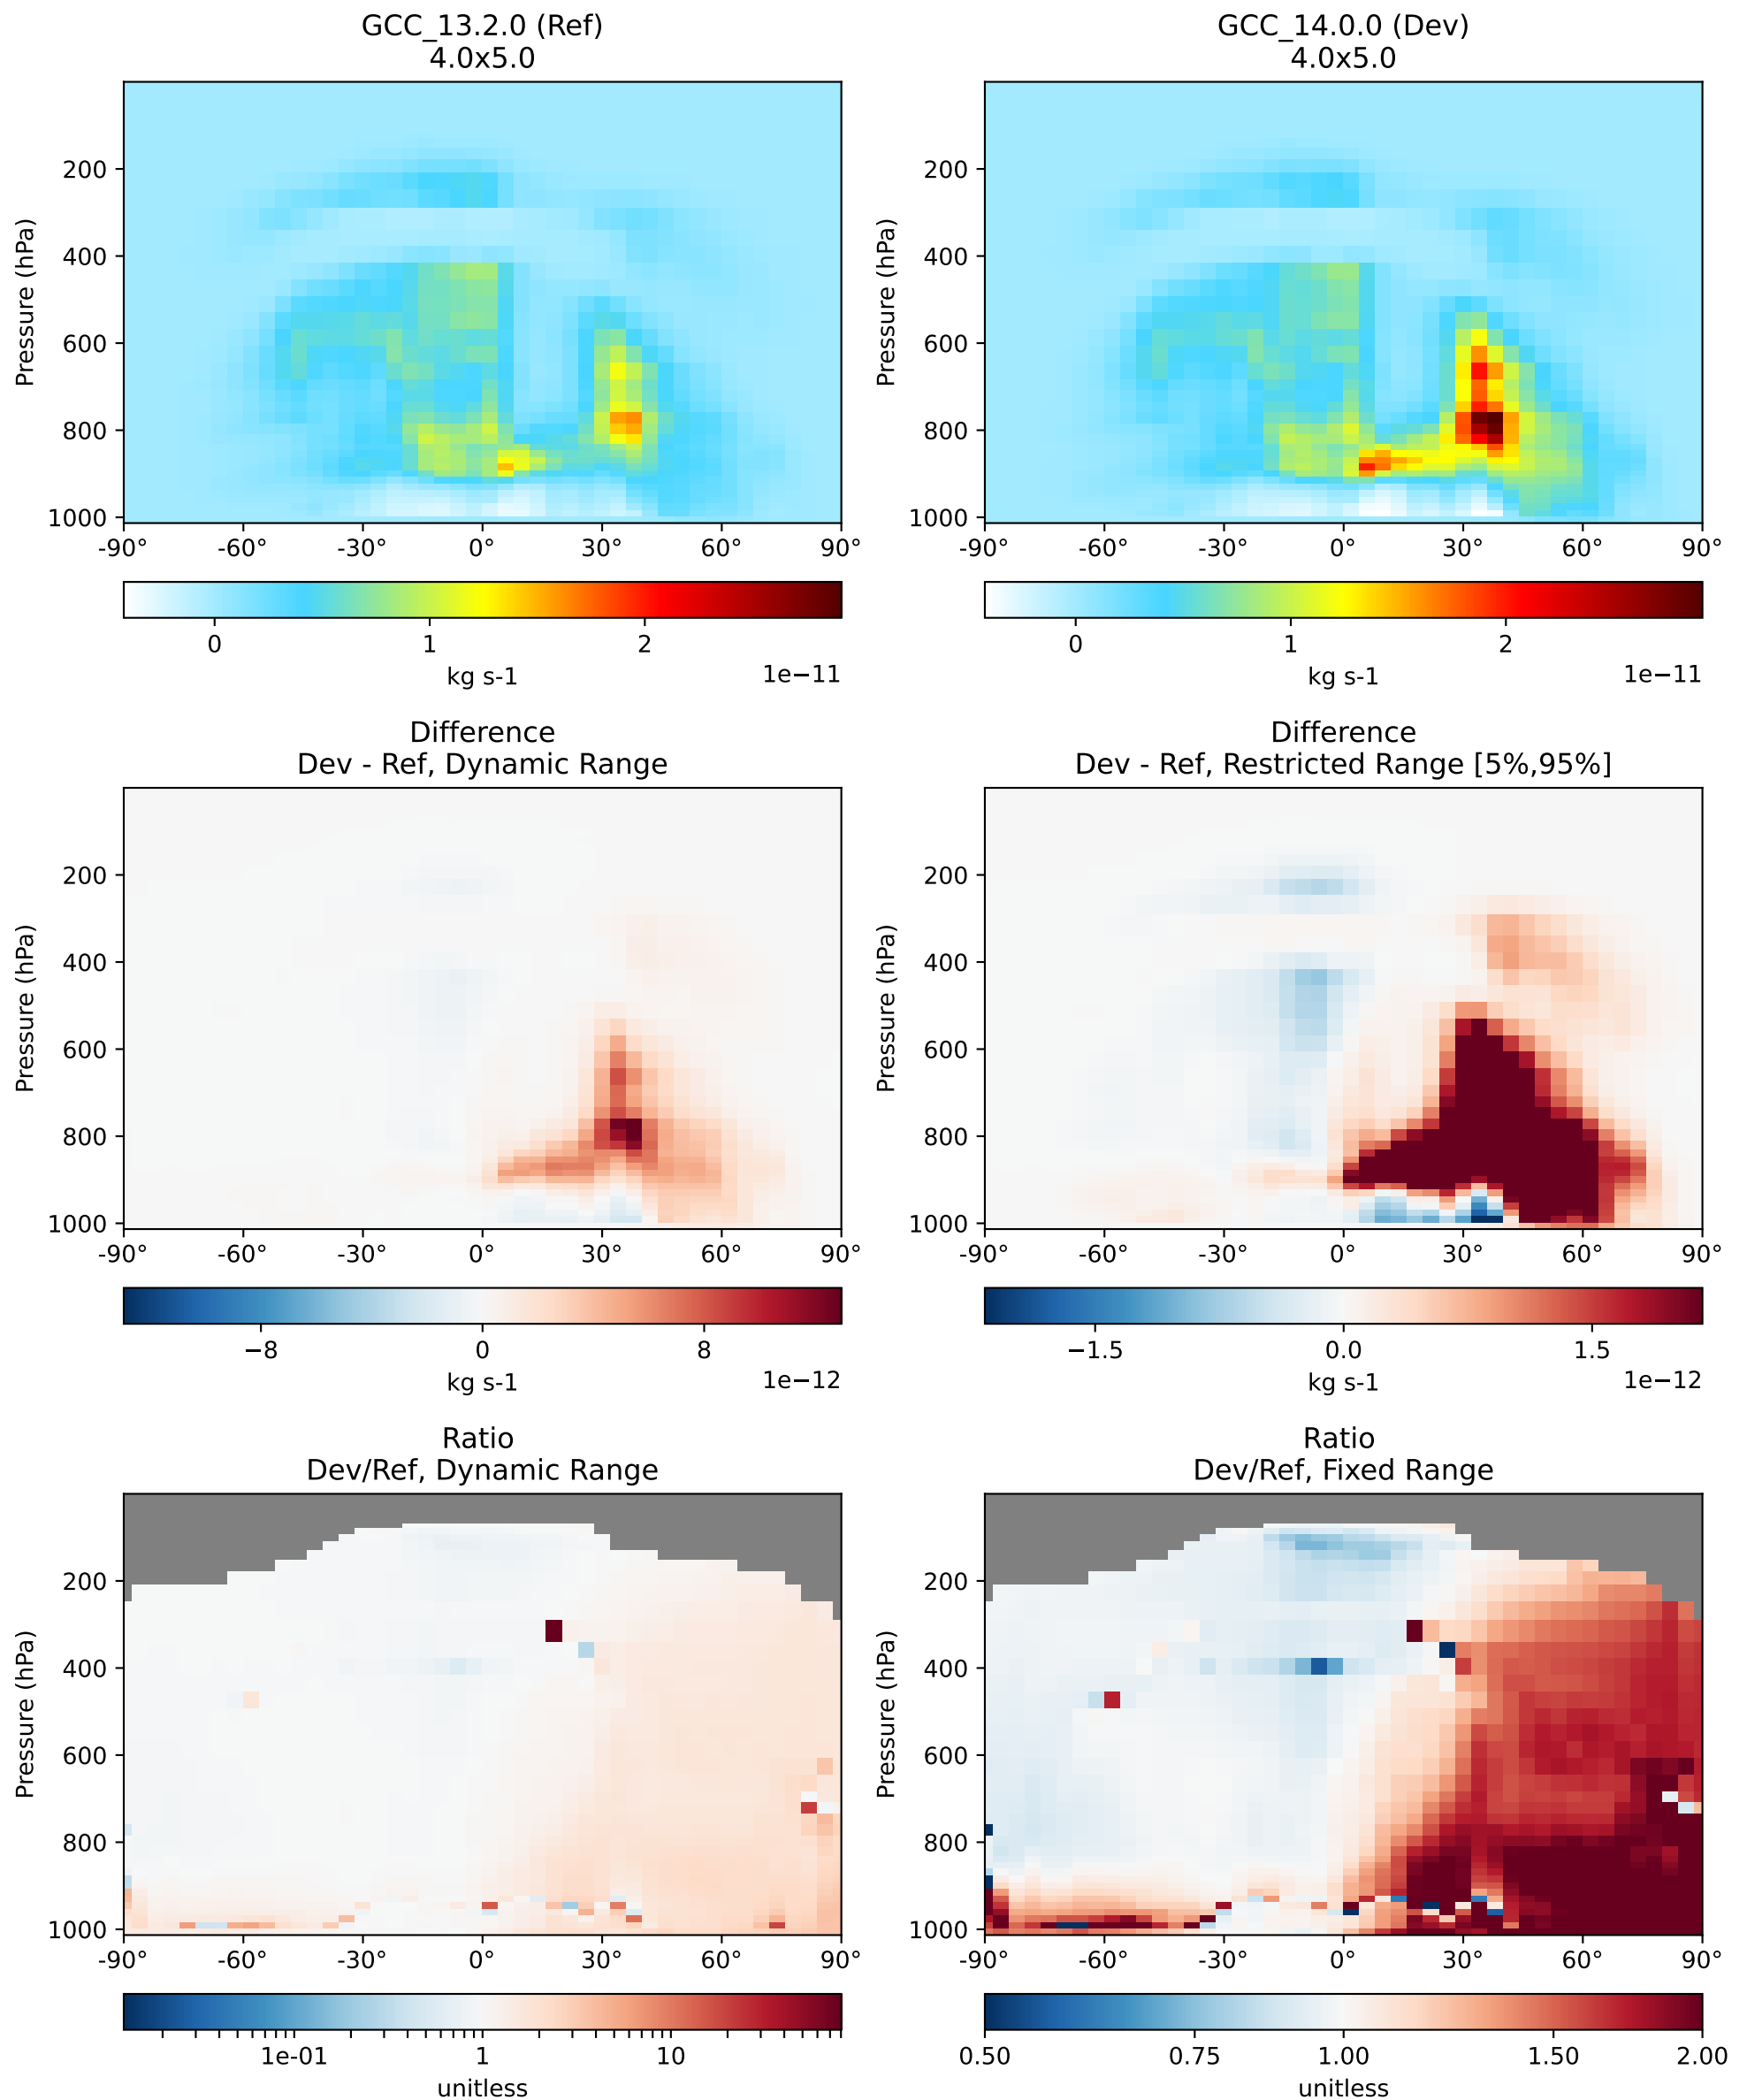 GCC_13.2.0 (Ref)
4.0x5.0
Pressure (hPa)
200
400
600
800
1000
-90° -60° -30° 0° 30° 60° 90°
0 1 2
kg s-1 1e−11
GCC_14.0.0 (Dev)
4.0x5.0
Pressure (hPa)
200
400
600
800
1000
-90° -60° -30° 0° 30° 60° 90°
0 1 2
kg s-1 1e−11
Difference
Dev - Ref, Dynamic Range
Pressure (hPa)
200
400
600
800
1000
-90° -60° -30° 0° 30° 60° 90°
−8 0 8
kg s-1 1e−12
Difference
Dev - Ref, Restricted Range [5%,95%]
Pressure (hPa)
200
400
600
800
1000
-90° -60° -30° 0° 30° 60° 90°
−1.5 0.0 1.5
kg s-1 1e−12
Ratio
Dev/Ref, Dynamic Range
Pressure (hPa)
200
400
600
800
1000
-90° -60° -30° 0° 30° 60° 90°
1e-01 1 10
unitless
Ratio
Dev/Ref, Fixed Range
Pressure (hPa)
200
400
600
800
1000
-90° -60° -30° 0° 30° 60° 90°
0.50 0.75 1.00 1.50 2.00
unitless